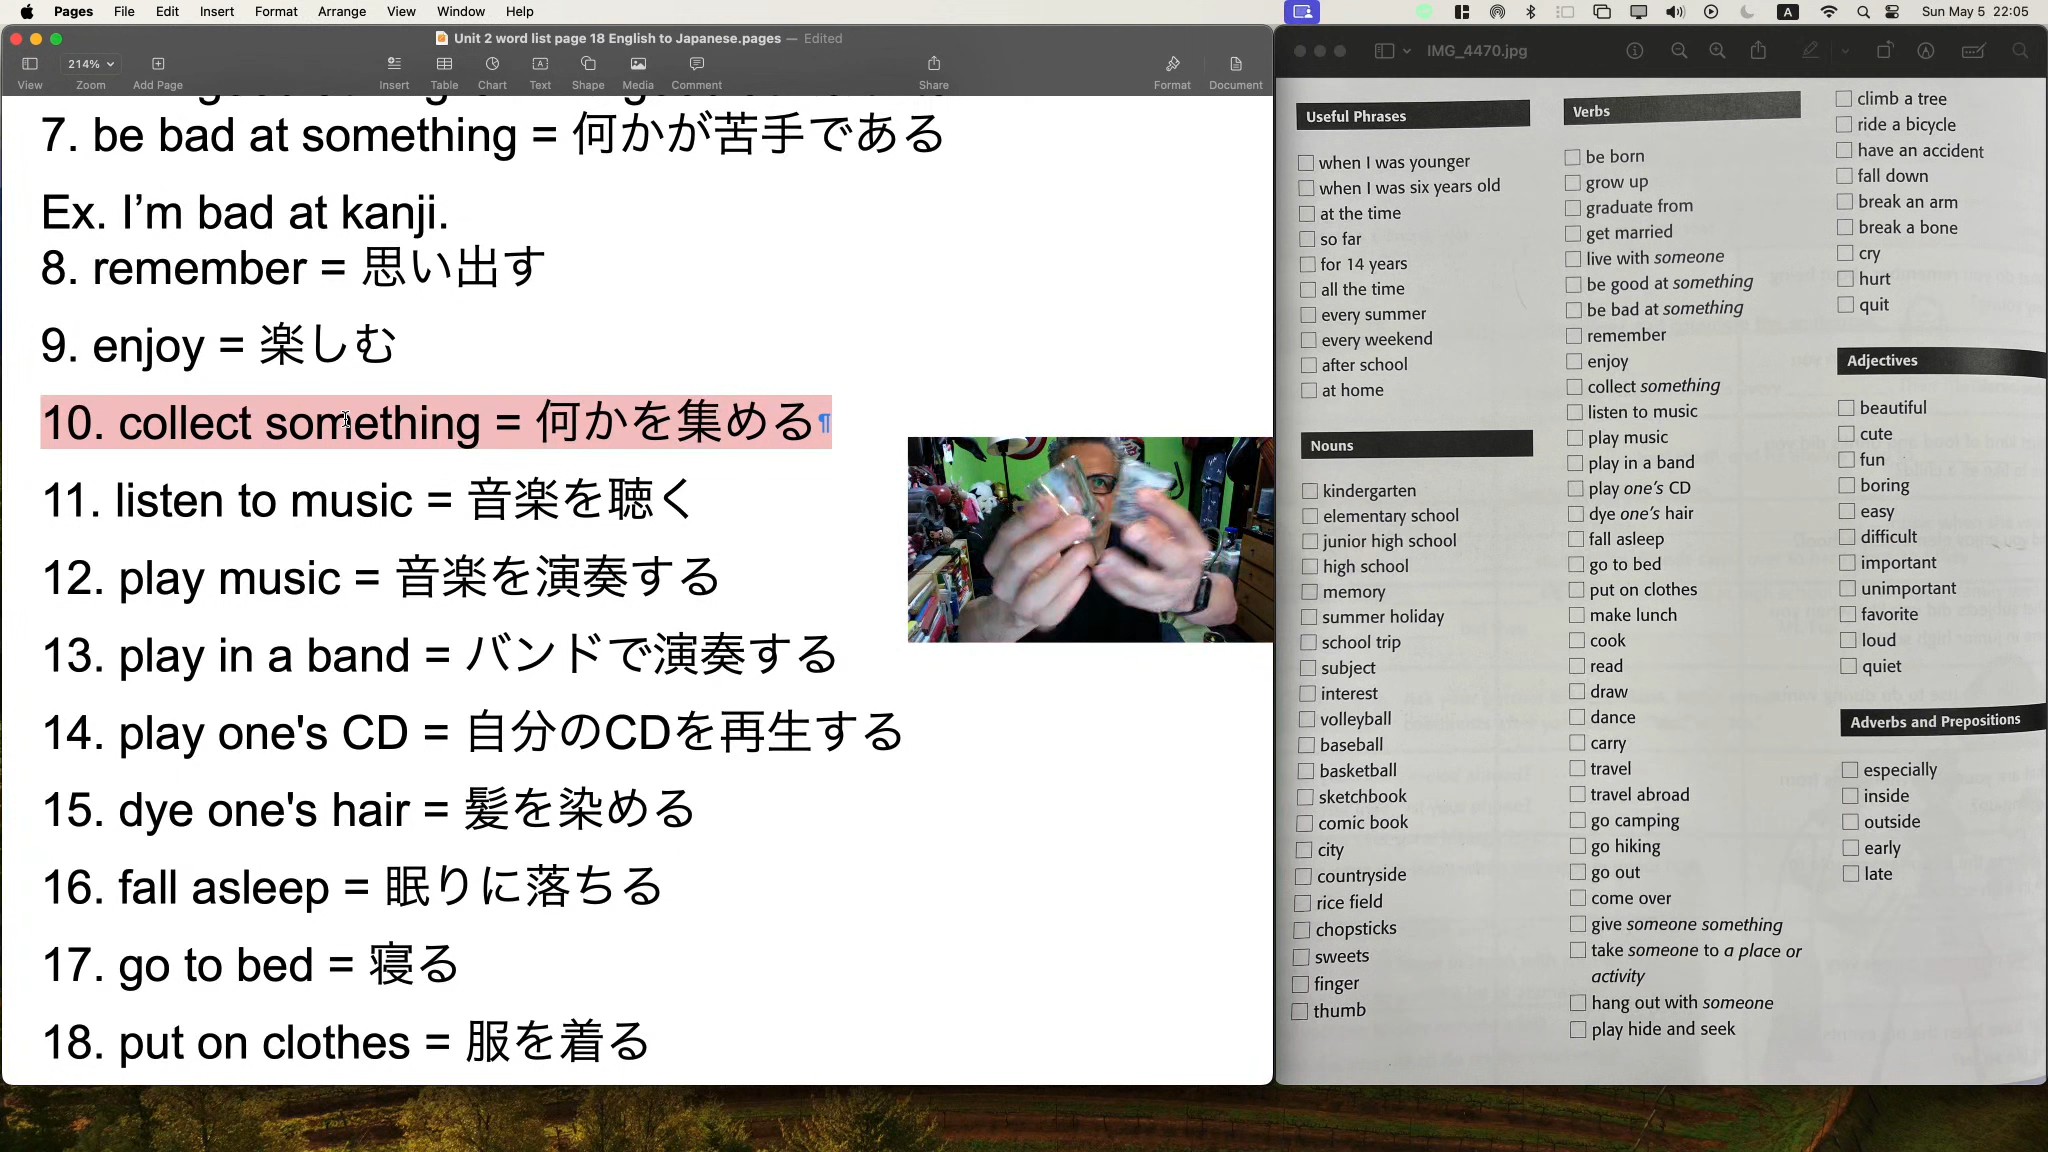 Pages File Edit Insert Format Arrange View Window Help
A Sun May 5 22:05
Unit 2 word list page 18 English to Japanese.pages — Edited
214%
View Zoom Add Page Insert Table Chart Text Shape Media Comment Share Format Document
7. be bad at something = 何かが苦手である
Ex. I’m bad at kanji.
8. remember = 思い出す
9. enjoy = 楽しむ
10. collect something = 何かを集める¶
11. listen to music = 音楽を聴く
12. play music = 音楽を演奏する
13. play in a band = バンドで演奏する
14. play one's CD = 自分のCDを再生する
15. dye one's hair = 髪を染める
16. fall asleep = 眠りに落ちる
17. go to bed = 寝る
18. put on clothes = 服を着る
IMG_4470.jpg
Useful Phrases
when I was younger
when I was six years old
at the time
so far
for 14 years
all the time
every summer
every weekend
after school
at home
Nouns
kindergarten
elementary school
junior high school
high school
memory
summer holiday
school trip
subject
interest
volleyball
baseball
basketball
sketchbook
comic book
city
countryside
rice field
chopsticks
sweets
finger
thumb
Verbs
be born
grow up
graduate from
get married
live with someone
be good at something
be bad at something
remember
enjoy
collect something
listen to music
play music
play in a band
play one’s CD
dye one’s hair
fall asleep
go to bed
put on clothes
make lunch
cook
read
draw
dance
carry
travel
travel abroad
go camping
go hiking
go out
come over
give someone something
take someone to a place or
activity
hang out with someone
play hide and seek
climb a tree
ride a bicycle
have an accident
fall down
break an arm
break a bone
cry
hurt
quit
Adjectives
beautiful
cute
fun
boring
easy
difficult
important
unimportant
favorite
loud
quiet
Adverbs and Prepositions
especially
inside
outside
early
late